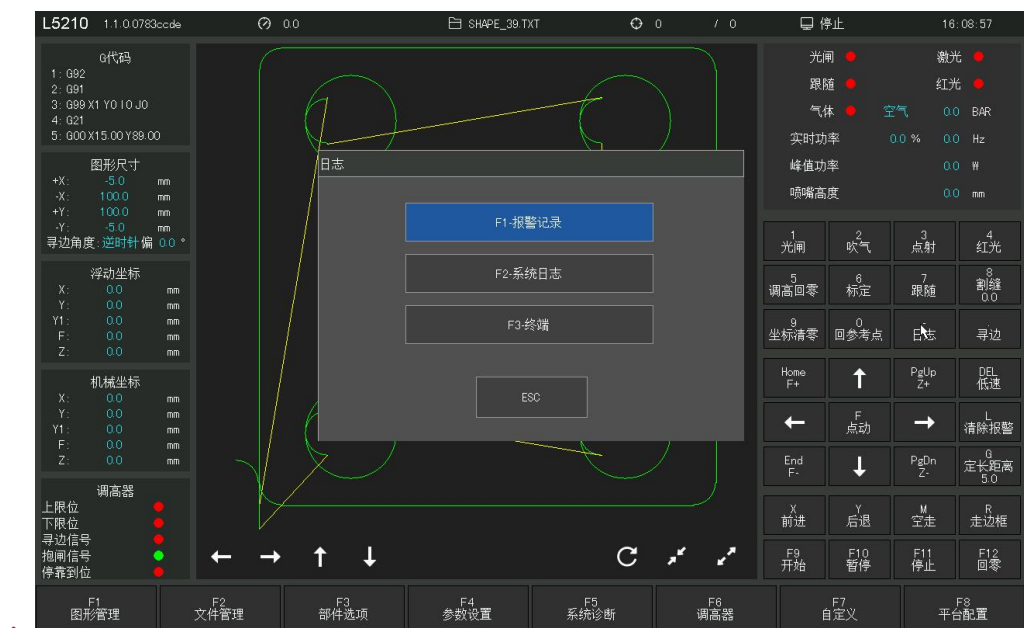 L5210 1.1.0.0783ccde 0.0 SHAPE_39.TXT 0 / 0 停止 16:08:57
G代码
1: G92
2: G91
3: G99 X1 Y0 I0 J0
4: G21
5: G00 X15.00 Y89.00
图形尺寸
+X: -5.0 mm
-X: 100.0 mm
+Y: 100.0 mm
-Y: -5.0 mm
寻边角度:逆时针偏 0.0 °
浮动坐标
X: 0.0 mm
Y: 0.0 mm
Y1: 0.0 mm
F: 0.0 mm
Z: 0.0 mm
机械坐标
X: 0.0 mm
Y: 0.0 mm
Y1: 0.0 mm
F: 0.0 mm
Z: 0.0 mm
调高器
上限位
下限位
寻边信号
抱闸信号
停靠到位
日志
F1-报警记录
F2-系统日志
F3-终端
ESC
光闸 激光
跟随 红光
气体 空气 0.0 BAR
实时功率 0.0 % 0.0 Hz
峰值功率 0.0 W
喷嘴高度 0.0 mm
1 2 3 4
光闸 吹气 点射 红光
5 6 7 8
调高回零 标定 跟随 割缝
0.0
9 0
坐标清零 回参考点 日志 寻边
Home PgUp DEL
F+ Z+ 低速
F L
点动 清除报警
End PgDn G
F- Z- 定长距离
5.0
X Y M R
前进 后退 空走 走边框
F9 F10 F11 F12
开始 暂停 停止 回零
F1 F2 F3 F4 F5 F6 F7 F8
图形管理 文件管理 部件选项 参数设置 系统诊断 调高器 自定义 平台配置